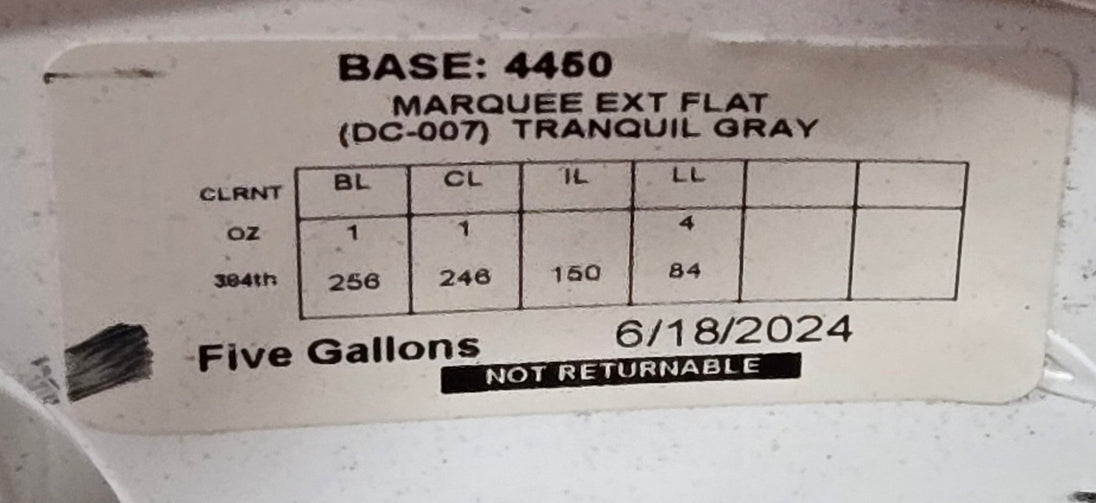 BASE: 4450
MARQUEE EXT FLAT
(DC-007) TRANQUIL GRAY
CLRNT BL CL IL LL
OZ 1 1 4
384th 256 246 150 84
Five Gallons 6/18/2024
NOT RETURNABLE